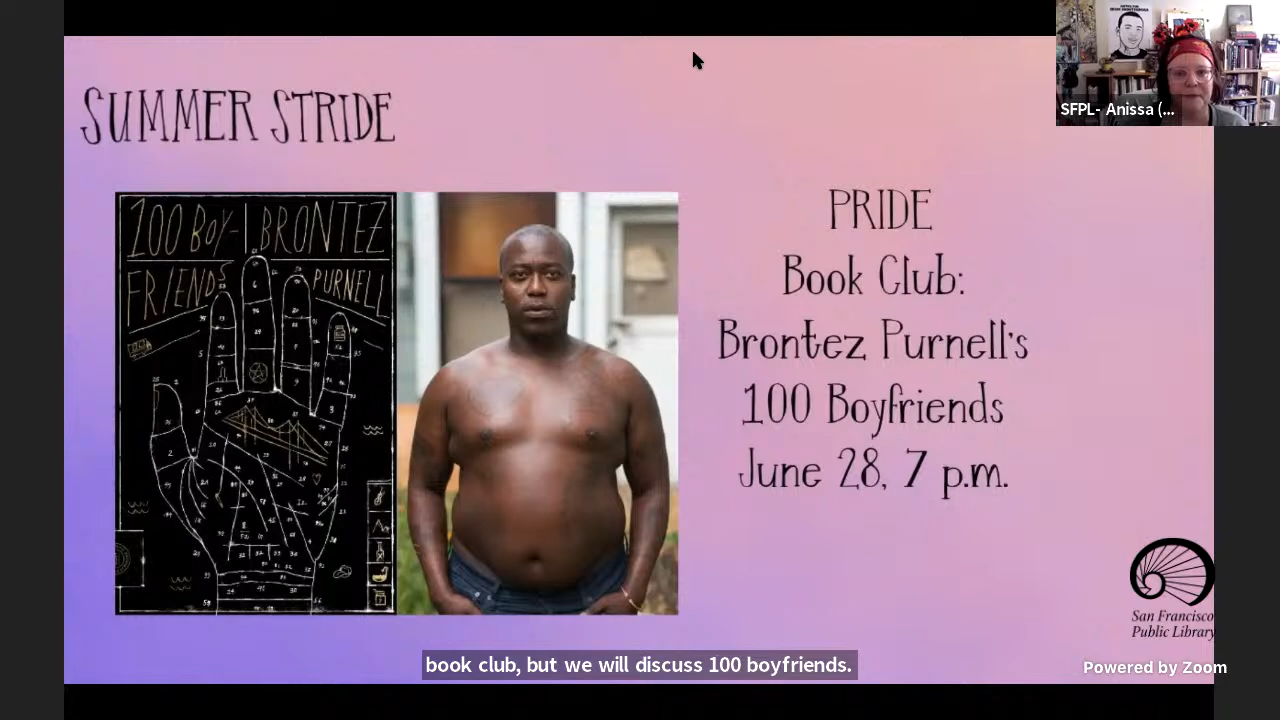 SUMMER STRIDE
100 BOY- BRONTEZ
FRIENDS PURNELL
PRIDE
Book Club:
Brontez Purnell's
100 Boyfriends
June 28, 7 p.m.
SFPL- Anissa (...
San Francisco
Public Library
book club, but we will discuss 100 boyfriends.
Powered by Zoom